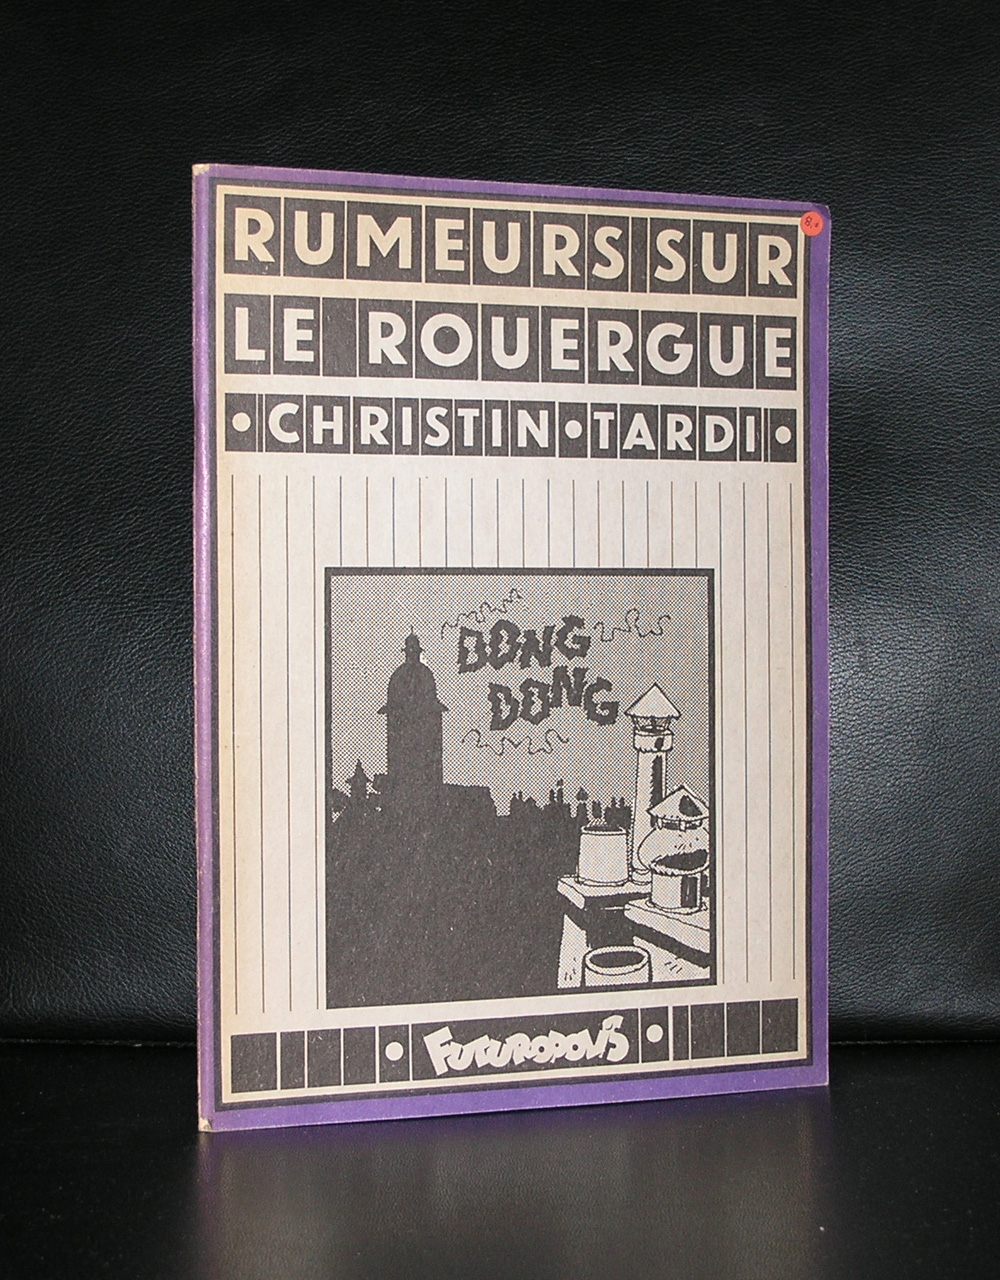 RUMEURS SUR
LE ROUERGUE
• CHRISTIN • TARDI •
DONG
DONG
• FUTUROPOLIS •